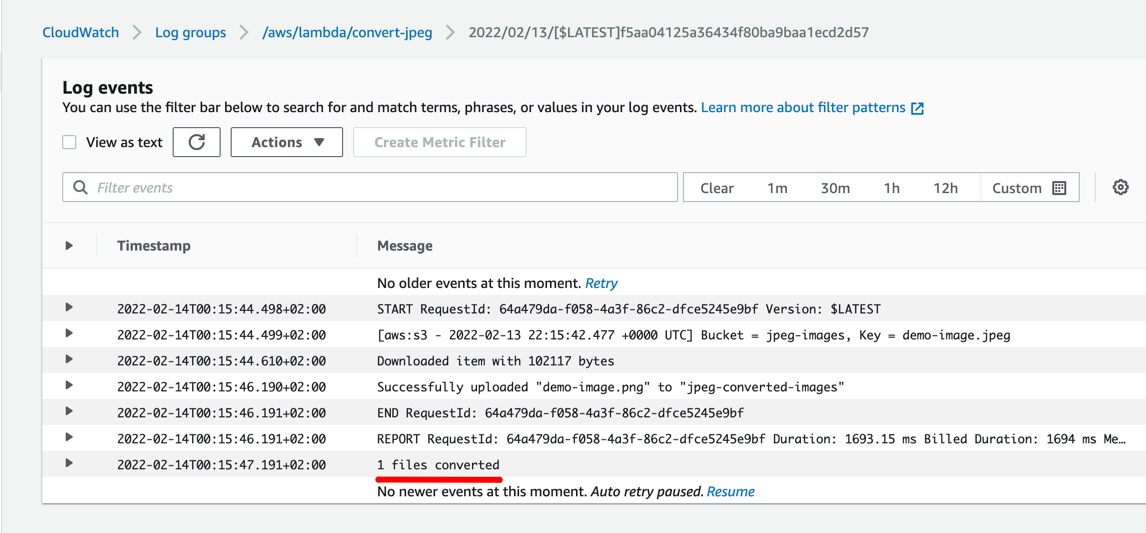 CloudWatch > Log groups > /aws/lambda/convert-jpeg > 2022/02/13/[$LATEST]f5aa04125a36434f80ba9baa1ecd2d57
Log events
You can use the filter bar below to search for and match terms, phrases, or values in your log events. Learn more about filter patterns
View as text Actions Create Metric Filter
Filter events Clear 1m 30m 1h 12h Custom
Timestamp Message
No older events at this moment. Retry
2022-02-14T00:15:44.498+02:00 START RequestId: 64a479da-f058-4a3f-86c2-dfce5245e9bf Version: $LATEST
2022-02-14T00:15:44.499+02:00 [aws:s3 - 2022-02-13 22:15:42.477 +0000 UTC] Bucket = jpeg-images, Key = demo-image.jpeg
2022-02-14T00:15:44.610+02:00 Downloaded item with 102117 bytes
2022-02-14T00:15:46.190+02:00 Successfully uploaded "demo-image.png" to "jpeg-converted-images"
2022-02-14T00:15:46.191+02:00 END RequestId: 64a479da-f058-4a3f-86c2-dfce5245e9bf
2022-02-14T00:15:46.191+02:00 REPORT RequestId: 64a479da-f058-4a3f-86c2-dfce5245e9bf Duration: 1693.15 ms Billed Duration: 1694 ms Me…
2022-02-14T00:15:47.191+02:00 1 files converted
No newer events at this moment. Auto retry paused. Resume